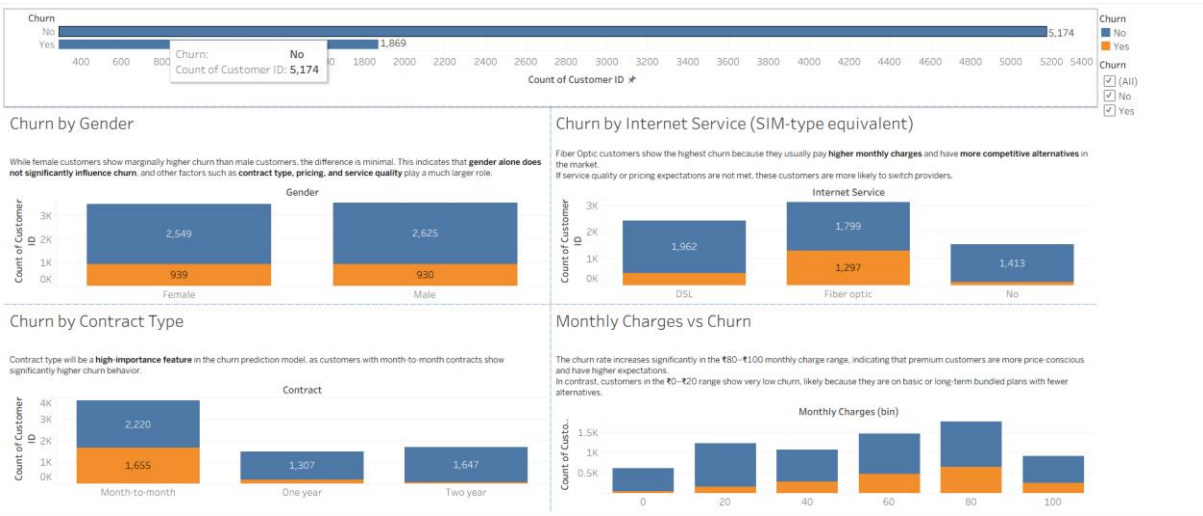 Churn
No
5,174
Yes
1,869
Churn: No
Count of Customer ID: 5,174
400 600 800 1800 2000 2200 2400 2600 2800 3000 3200 3400 3600 3800 4000 4200 4400 4600 4800 5000 5200 5400
Count of Customer ID
Churn
No
Yes
Churn
(All)
No
Yes
Churn by Gender
While female customers show marginally higher churn than male customers, the difference is minimal. This indicates that gender alone does
not significantly influence churn, and other factors such as contract type, pricing, and service quality play a much larger role.
Gender
Count of Customer
ID
3K
2K
1K
0K
2,549
2,625
939
930
Female
Male
Churn by Internet Service (SIM-type equivalent)
Fiber Optic customers show the highest churn because they usually pay higher monthly charges and have more competitive alternatives in
the market.
If service quality or pricing expectations are not met, these customers are more likely to switch providers.
Internet Service
Count of Customer
ID
3K
2K
1K
0K
1,962
1,799
1,297
1,413
DSL
Fiber optic
No
Churn by Contract Type
Contract type will be a high-importance feature in the churn prediction model, as customers with month-to-month contracts show
significantly higher churn behavior.
Contract
Count of Customer
ID
4K
3K
2K
1K
0K
2,220
1,655
1,307
1,647
Month-to-month
One year
Two year
Monthly Charges vs Churn
The churn rate increases significantly in the ₹80–₹100 monthly charge range, indicating that premium customers are more price-conscious
and have higher expectations.
In contrast, customers in the ₹0–₹20 range show very low churn, likely because they are on basic or long-term bundled plans with fewer
alternatives.
Monthly Charges (bin)
Count of Custo..
1.5K
1K
0.5K
0 20 40 60 80 100